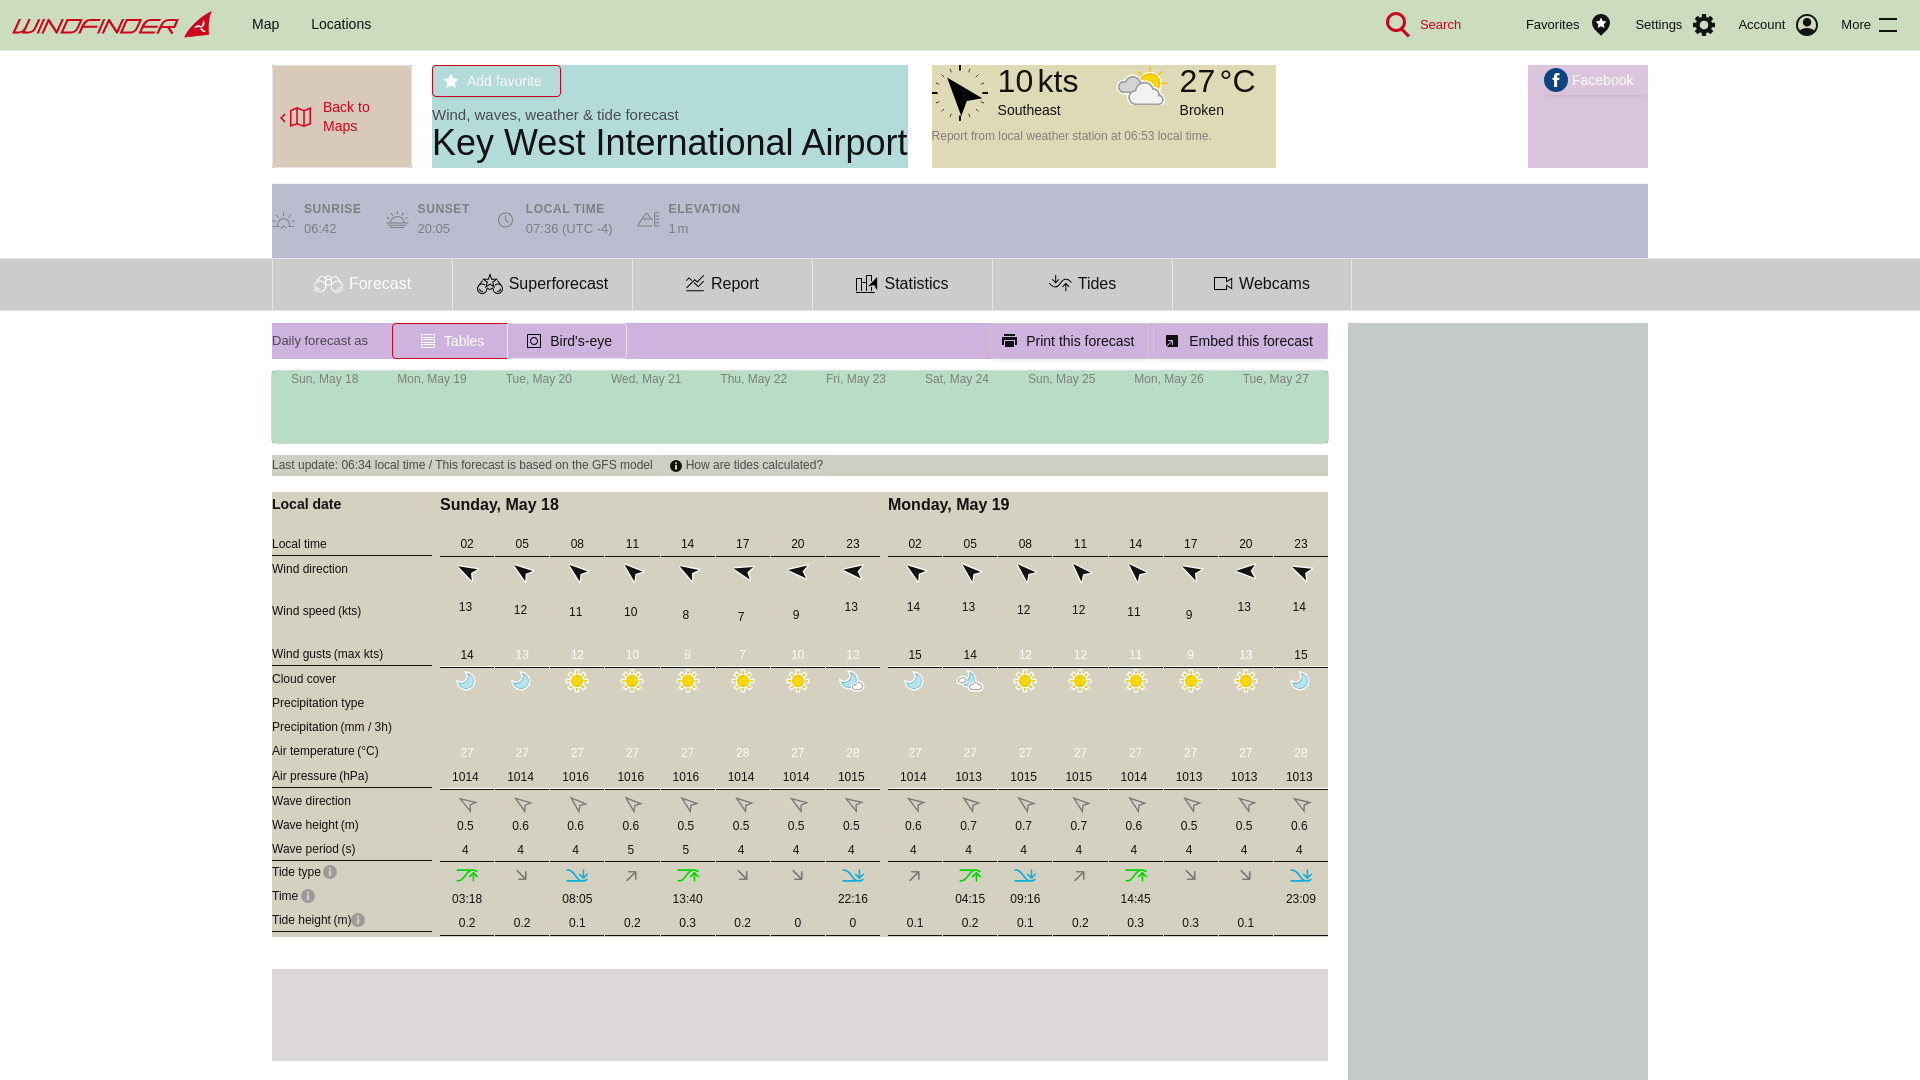 WINDFINDER Map Locations Search Favorites Settings Account More
Back to Maps
Add favorite
Wind, waves, weather & tide forecast
Key West International Airport
10 kts 27 °C
Southeast Broken
Report from local weather station at 06:53 local time.
Facebook
SUNRISE SUNSET LOCAL TIME ELEVATION
06:42 20:05 07:36 (UTC -4) 1 m
Forecast Superforecast Report Statistics Tides Webcams
Daily forecast as Tables Bird's-eye Print this forecast Embed this forecast
Sun, May 18 Mon, May 19 Tue, May 20 Wed, May 21 Thu, May 22 Fri, May 23 Sat, May 24 Sun, May 25 Mon, May 26 Tue, May 27
Last update: 06:34 local time / This forecast is based on the GFS model How are tides calculated?
Local date Sunday, May 18 Monday, May 19
Local time 02 05 08 11 14 17 20 23 02 05 08 11 14 17 20 23
Wind direction
Wind speed (kts) 13 12 11 10 8 7 9 13 14 13 12 12 11 9 13 14
Wind gusts (max kts) 14 13 12 10 8 7 10 13 15 14 12 12 11 9 13 15
Cloud cover
Precipitation type
Precipitation (mm / 3h)
Air temperature (°C) 27 27 27 27 27 28 27 28 27 27 27 27 27 27 27 28
Air pressure (hPa) 1014 1014 1016 1016 1016 1014 1014 1015 1014 1013 1015 1015 1014 1013 1013 1013
Wave direction
Wave height (m) 0.5 0.6 0.6 0.6 0.5 0.5 0.5 0.5 0.6 0.7 0.7 0.7 0.6 0.5 0.5 0.6
Wave period (s) 4 4 4 5 5 4 4 4 4 4 4 4 4 4 4 4
Tide type
Time 03:18 08:05 13:40 22:16 04:15 09:16 14:45 23:09
Tide height (m) 0.2 0.2 0.1 0.2 0.3 0.2 0 0 0.1 0.2 0.1 0.2 0.3 0.3 0.1